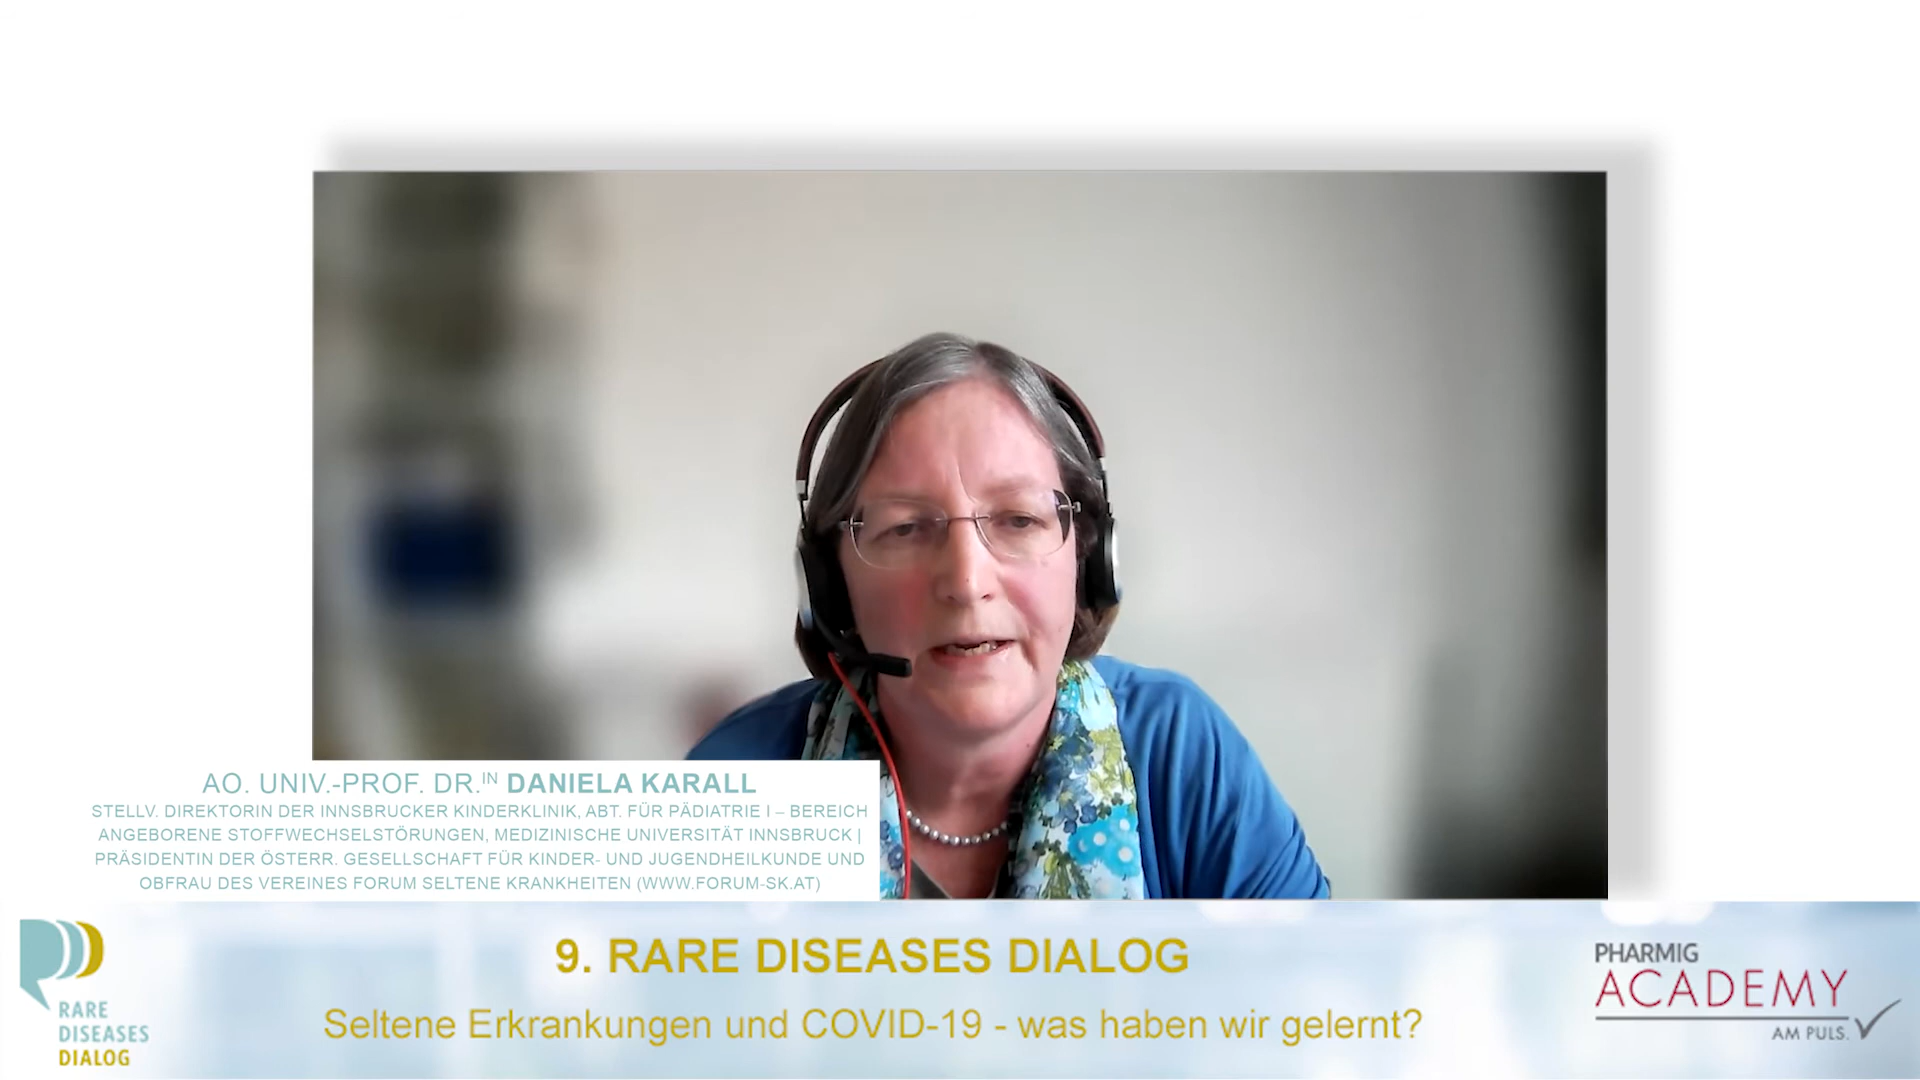 AO. UNIV.-PROF. DR.IN DANIELA KARALL
STELLV. DIREKTORIN DER INNSBRUCKER KINDERKLINIK, ABT. FÜR PÄDIATRIE I – BEREICH
ANGEBORENE STOFFWECHSELSTÖRUNGEN, MEDIZINISCHE UNIVERSITÄT INNSBRUCK |
PRÄSIDENTIN DER ÖSTERR. GESELLSCHAFT FÜR KINDER- UND JUGENDHEILKUNDE UND
OBFRAU DES VEREINES FORUM SELTENE KRANKHEITEN (WWW.FORUM-SK.AT)
RARE
DISEASES
DIALOG
9. RARE DISEASES DIALOG
Seltene Erkrankungen und COVID-19 - was haben wir gelernt?
PHARMIG
ACADEMY
AM PULS.